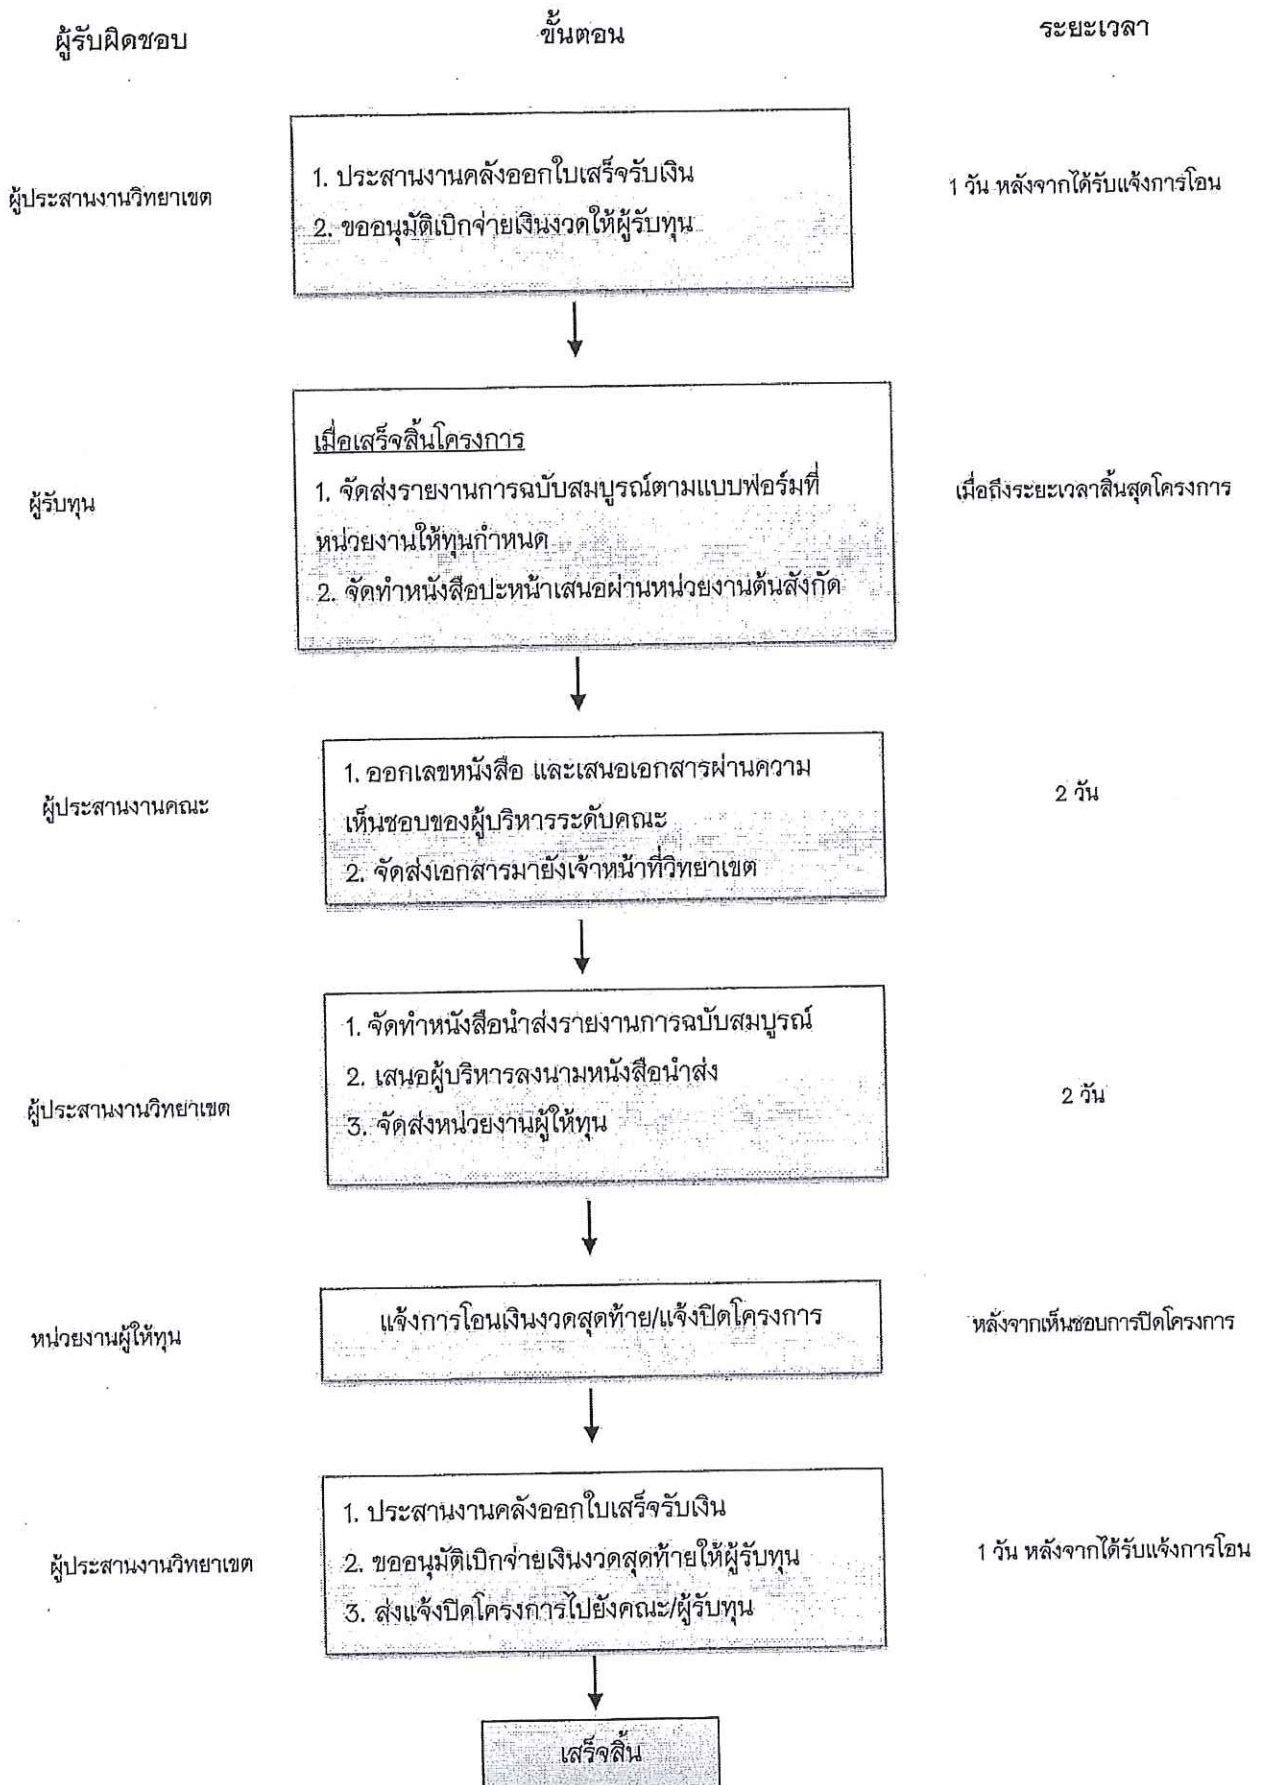 ผู้รับผิดชอบ
ขั้นตอน
ระยะเวลา
ผู้ประสานงานวิทยาเขต
1. ประสานงานคลังออกใบเสร็จรับเงิน
2. ขออนุมัติเบิกจ่ายเงินงวดให้ผู้รับทุน
1 วัน หลังจากได้รับแจ้งการโอน
ผู้รับทุน
เมื่อเสร็จสิ้นโครงการ
1. จัดส่งรายงานการฉบับสมบูรณ์ตามแบบฟอร์มที่
หน่วยงานให้ทุนกำหนด
2. จัดทำหนังสือปะหน้าเสนอผ่านหน่วยงานต้นสังกัด
เมื่อถึงระยะเวลาสิ้นสุดโครงการ
ผู้ประสานงานคณะ
1. ออกเลขหนังสือ และเสนอเอกสารผ่านความ
เห็นชอบของผู้บริหารระดับคณะ
2. จัดส่งเอกสารมายังเจ้าหน้าที่วิทยาเขต
2 วัน
ผู้ประสานงานวิทยาเขต
1. จัดทำหนังสือนำส่งรายงานการฉบับสมบูรณ์
2. เสนอผู้บริหารลงนามหนังสือนำส่ง
3. จัดส่งหน่วยงานผู้ให้ทุน
2 วัน
หน่วยงานผู้ให้ทุน
แจ้งการโอนเงินงวดสุดท้าย/แจ้งปิดโครงการ
หลังจากเห็นชอบการปิดโครงการ
ผู้ประสานงานวิทยาเขต
1. ประสานงานคลังออกใบเสร็จรับเงิน
2. ขออนุมัติเบิกจ่ายเงินงวดสุดท้ายให้ผู้รับทุน
3. ส่งแจ้งปิดโครงการไปยังคณะ/ผู้รับทุน
1 วัน หลังจากได้รับแจ้งการโอน
เสร็จสิ้น